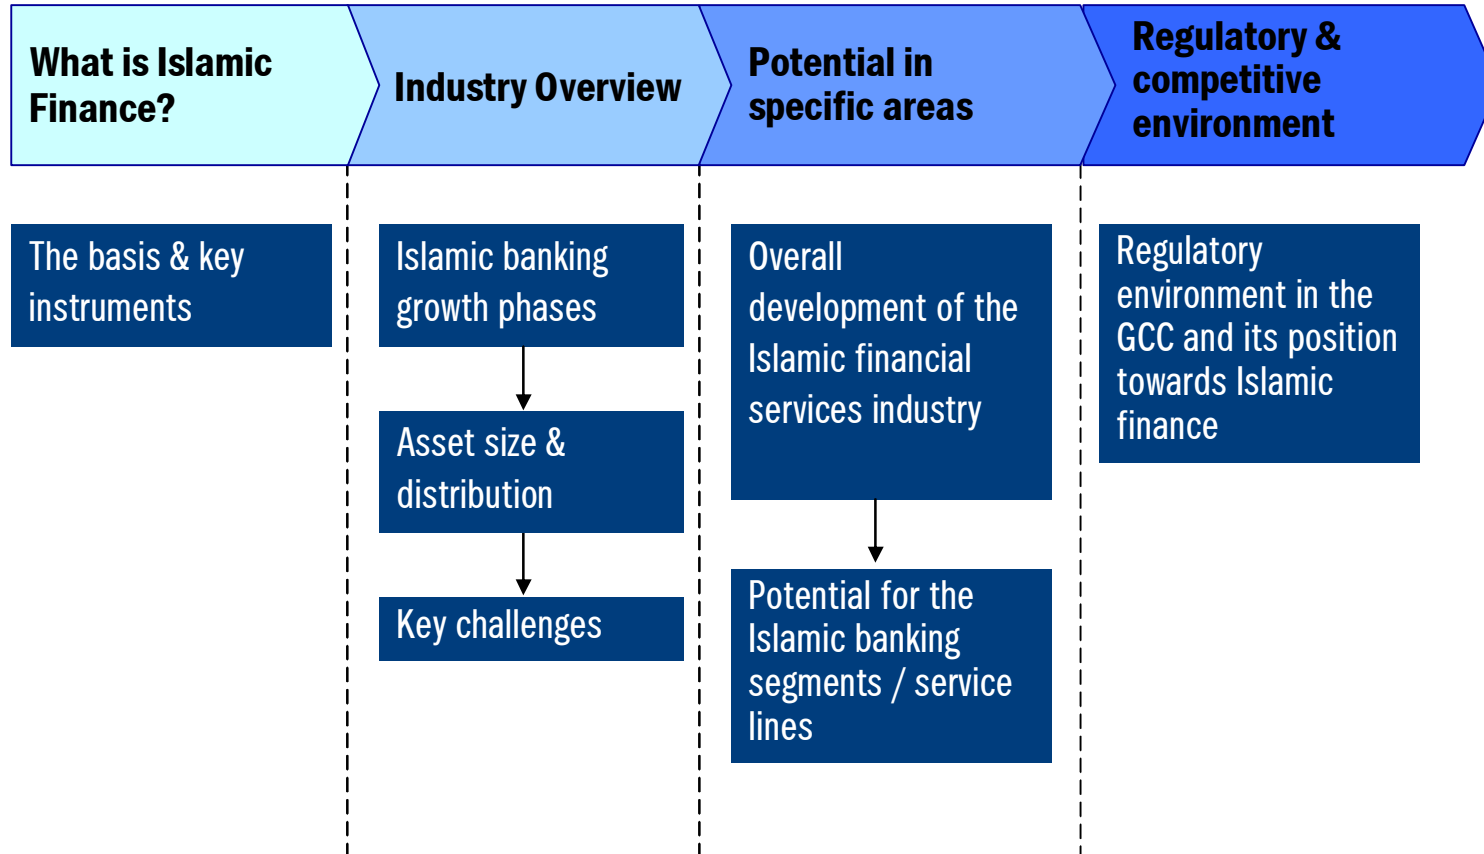 What is Islamic
Finance?
Industry Overview
Potential in
specific areas
Regulatory &
competitive
environment
The basis & key
instruments
Islamic banking
growth phases
Asset size &
distribution
Key challenges
Overall
development of the
Islamic financial
services industry
Potential for the
Islamic banking
segments / service
lines
Regulatory
environment in the
GCC and its position
towards Islamic
finance